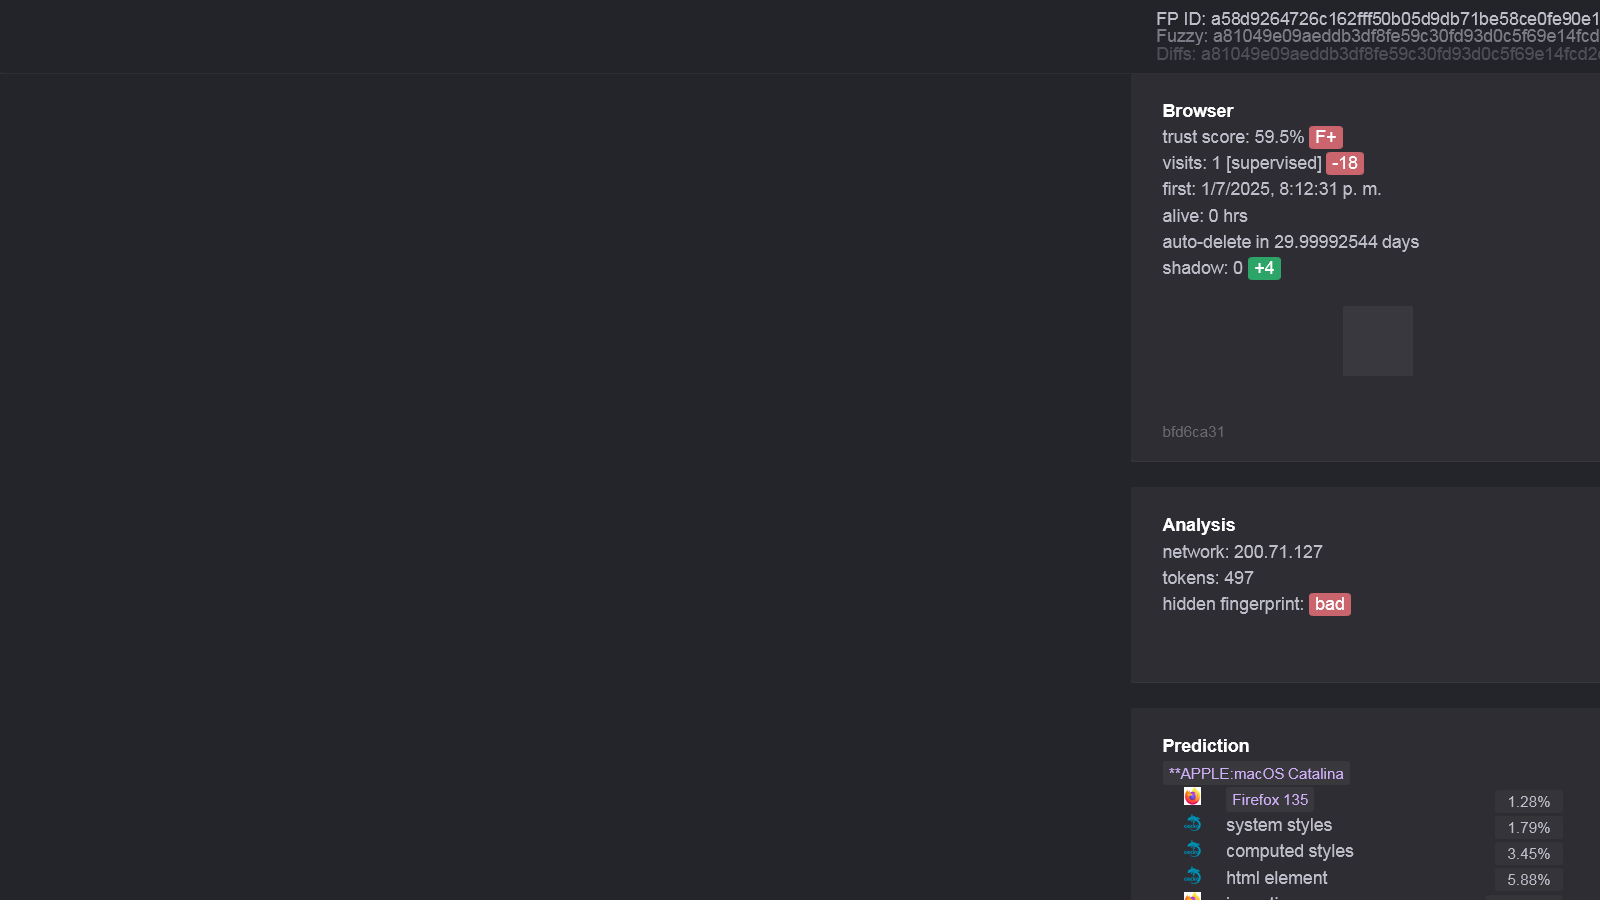 FP ID: a58d9264726c162fff50b05d9db71be58ce0fe90e1
Fuzzy: a81049e09aeddb3df8fe59c30fd93d0c5f69e14fcd
Diffs: a81049e09aeddb3df8fe59c30fd93d0c5f69e14fcd2
Browser
trust score: 59.5% F+
visits: 1 [supervised] -18
first: 1/7/2025, 8:12:31 p. m.
alive: 0 hrs
auto-delete in 29.99992544 days
shadow: 0 +4
bfd6ca31
Analysis
network: 200.71.127
tokens: 497
hidden fingerprint: bad
Prediction
**APPLE:macOS Catalina
Firefox 135 1.28%
system styles 1.79%
computed styles 3.45%
html element 5.88%